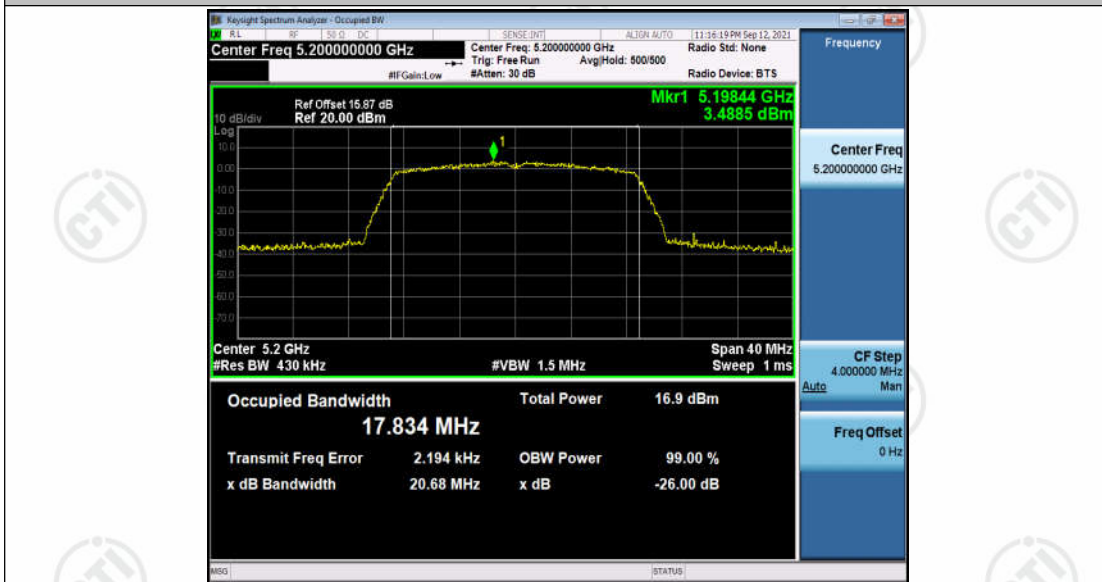 Keysight Spectrum Analyzer - Occupied BW
RL RF 50 Ω DC SENSE:INT ALIGN AUTO 11:16:19 PM Sep 12, 2021
Center Freq 5.200000000 GHz
Center Freq: 5.200000000 GHz
Radio Std: None
Trig: Free Run Avg|Hold: 500/500
#IFGain:Low
#Atten: 30 dB
Radio Device: BTS
Frequency
Ref Offset 15.87 dB
Mkr1 5.19844 GHz
10 dB/div Ref 20.00 dBm
3.4885 dBm
Log
10.0
1
0.00
-10.0
-20.0
-30.0
-40.0
-50.0
-60.0
-70.0
Center Freq
5.200000000 GHz
Center 5.2 GHz
Span 40 MHz
#Res BW 430 kHz
#VBW 1.5 MHz
Sweep 1 ms
CF Step
4.000000 MHz
Auto Man
Freq Offset
0 Hz
Occupied Bandwidth
Total Power 16.9 dBm
17.834 MHz
Transmit Freq Error 2.194 kHz
OBW Power 99.00 %
x dB Bandwidth 20.68 MHz
x dB -26.00 dB
MSG
STATUS
CTI
CTI